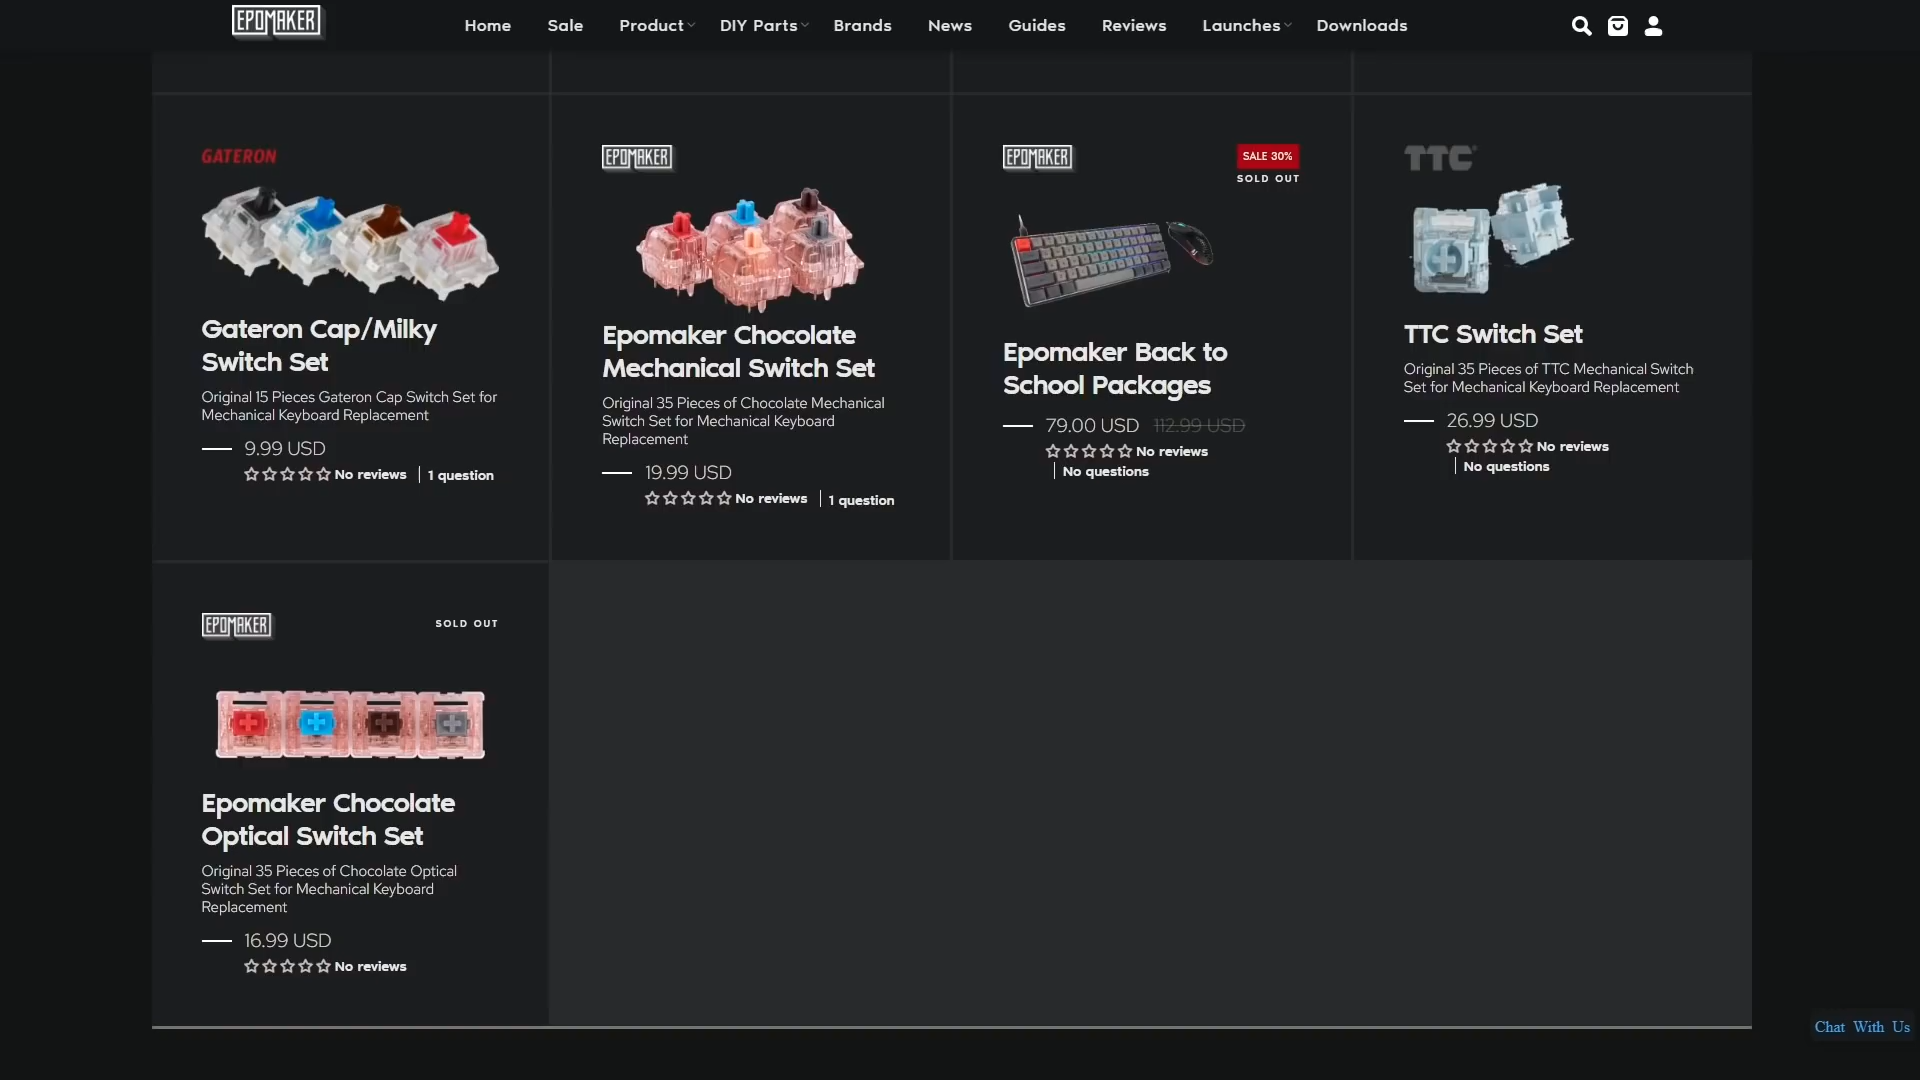 EPOMAKER
Home
Sale
Product
DIY Parts
Brands
News
Guides
Reviews
Launches
Downloads
GATERON
Gateron Cap/Milky
Switch Set
Original 15 Pieces Gateron Cap Switch Set for
Mechanical Keyboard Replacement
9.99 USD
No reviews
1 question
EPOMAKER
Epomaker Chocolate
Mechanical Switch Set
Original 35 Pieces of Chocolate Mechanical
Switch Set for Mechanical Keyboard
Replacement
19.99 USD
No reviews
1 question
EPOMAKER
SALE 30%
SOLD OUT
Epomaker Back to
School Packages
79.00 USD 112.99 USD
No reviews
No questions
TTC
TTC Switch Set
Original 35 Pieces of TTC Mechanical Switch
Set for Mechanical Keyboard Replacement
26.99 USD
No reviews
No questions
EPOMAKER
SOLD OUT
Epomaker Chocolate
Optical Switch Set
Original 35 Pieces of Chocolate Optical
Switch Set for Mechanical Keyboard
Replacement
16.99 USD
No reviews
Chat With Us